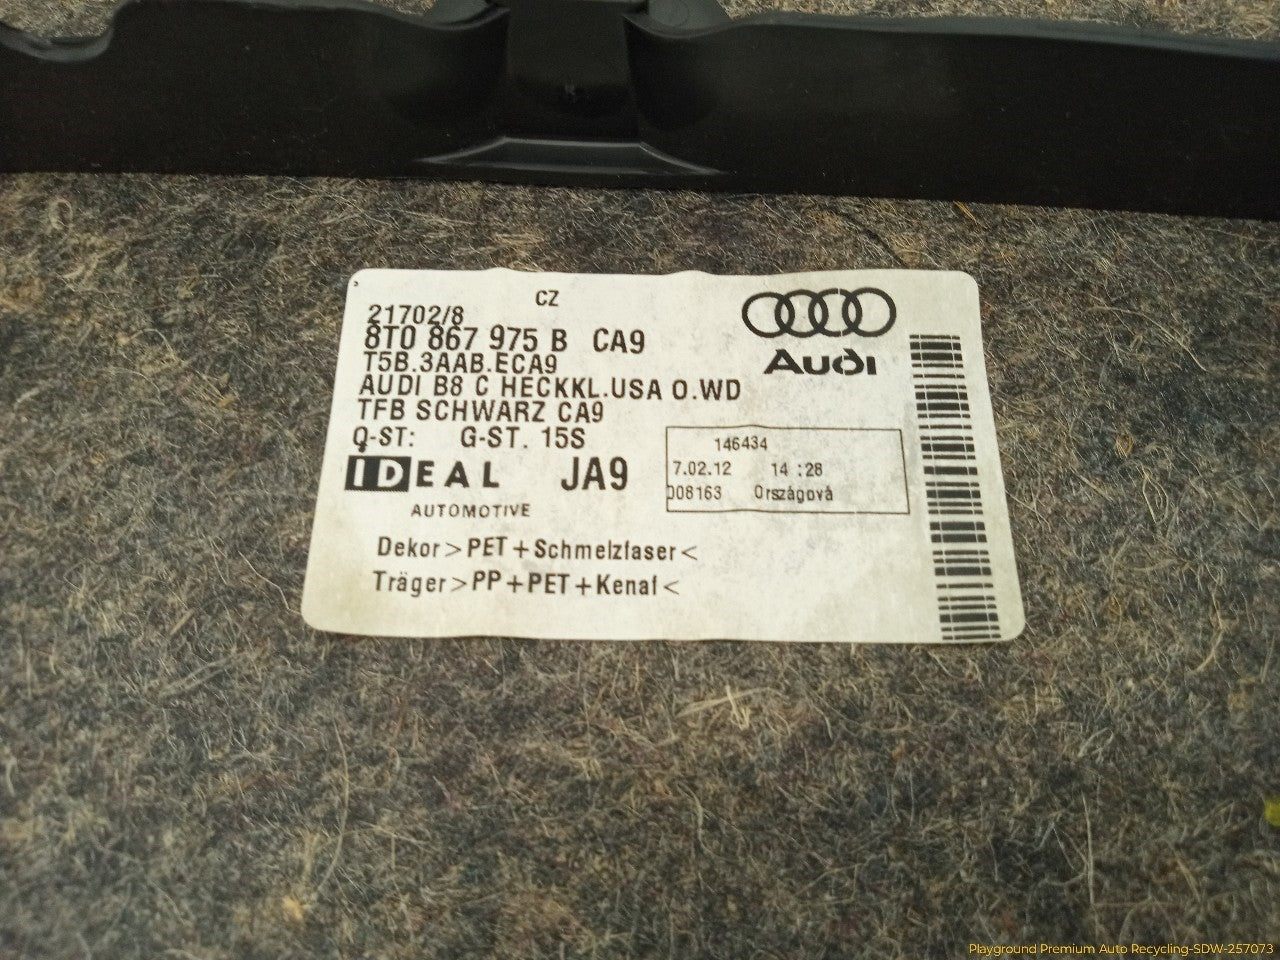 CZ
21702/8
8T0 867 975 B CA9
T5B.3AAB.ECA9
AUDI B8 C HECKKL.USA O.WD
TFB SCHWARZ CA9
Q-ST: G-ST. 15S
IDEAL JA9
AUTOMOTIVE
Audi
146434
7.02.12 14:28
008163 Országová
Dekor>PET+Schmelzfaser<
Träger>PP+PET+Kenaf<
Playground Premium Auto Recycling-SDW-257073